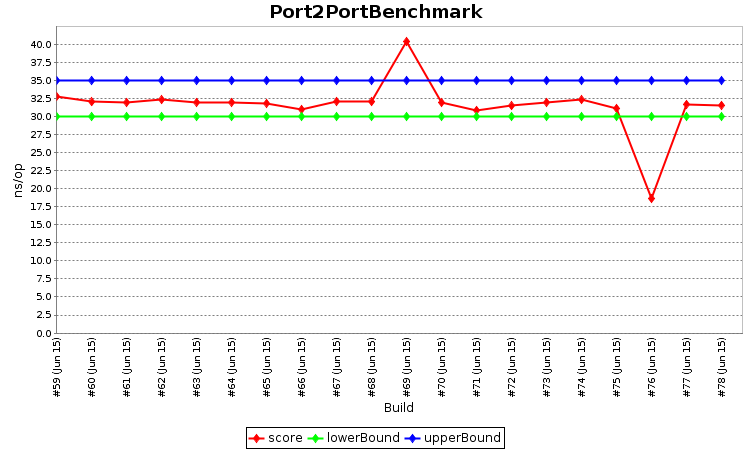 Port2PortBenchmark
ns/op
40.0
37.5
35.0
32.5
30.0
27.5
25.0
22.5
20.0
17.5
15.0
12.5
10.0
7.5
5.0
2.5
0.0
#59 (Jun 15)
#60 (Jun 15)
#61 (Jun 15)
#62 (Jun 15)
#63 (Jun 15)
#64 (Jun 15)
#65 (Jun 15)
#66 (Jun 15)
#67 (Jun 15)
#68 (Jun 15)
#69 (Jun 15)
#70 (Jun 15)
#71 (Jun 15)
#72 (Jun 15)
#73 (Jun 15)
#74 (Jun 15)
#75 (Jun 15)
#76 (Jun 15)
#77 (Jun 15)
#78 (Jun 15)
Build
score lowerBound upperBound